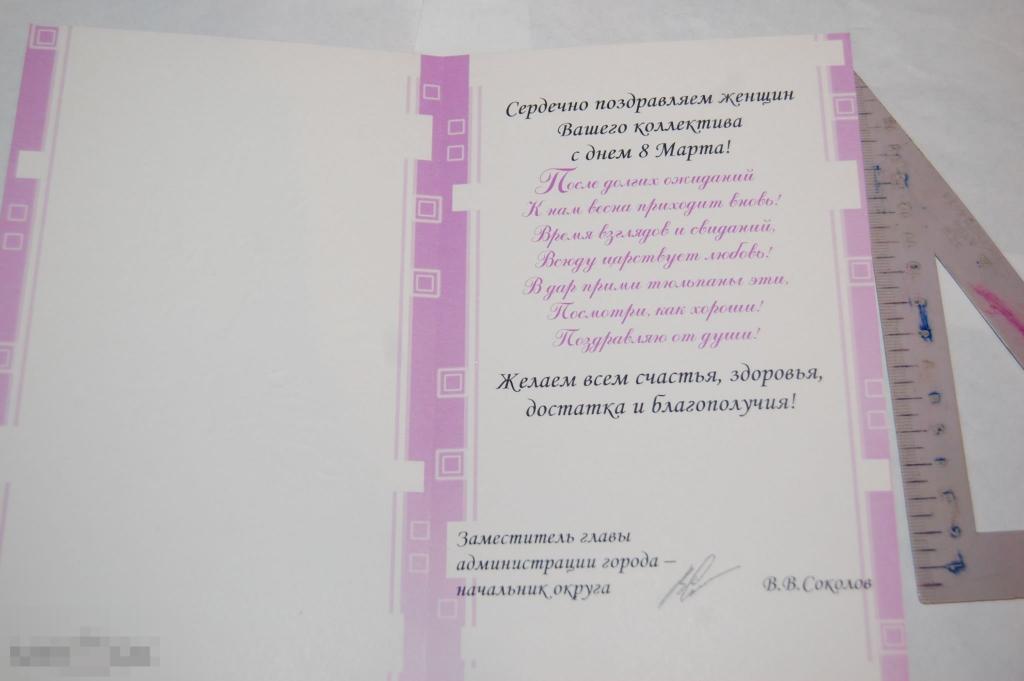 Сердечно поздравляем женщин
Вашего коллектива
с днем 8 Марта!
После долгих ожиданий
К нам весна приходит вновь!
Время взглядов и свиданий,
Всюду царствует любовь!
В дар прими тюльпаны эти,
Посмотри, как хороши!
Поздравляю от души!
Желаем всем счастья, здоровья,
достатка и благополучия!
Заместитель главы
администрации города –
начальник округа
В.В.Соколов